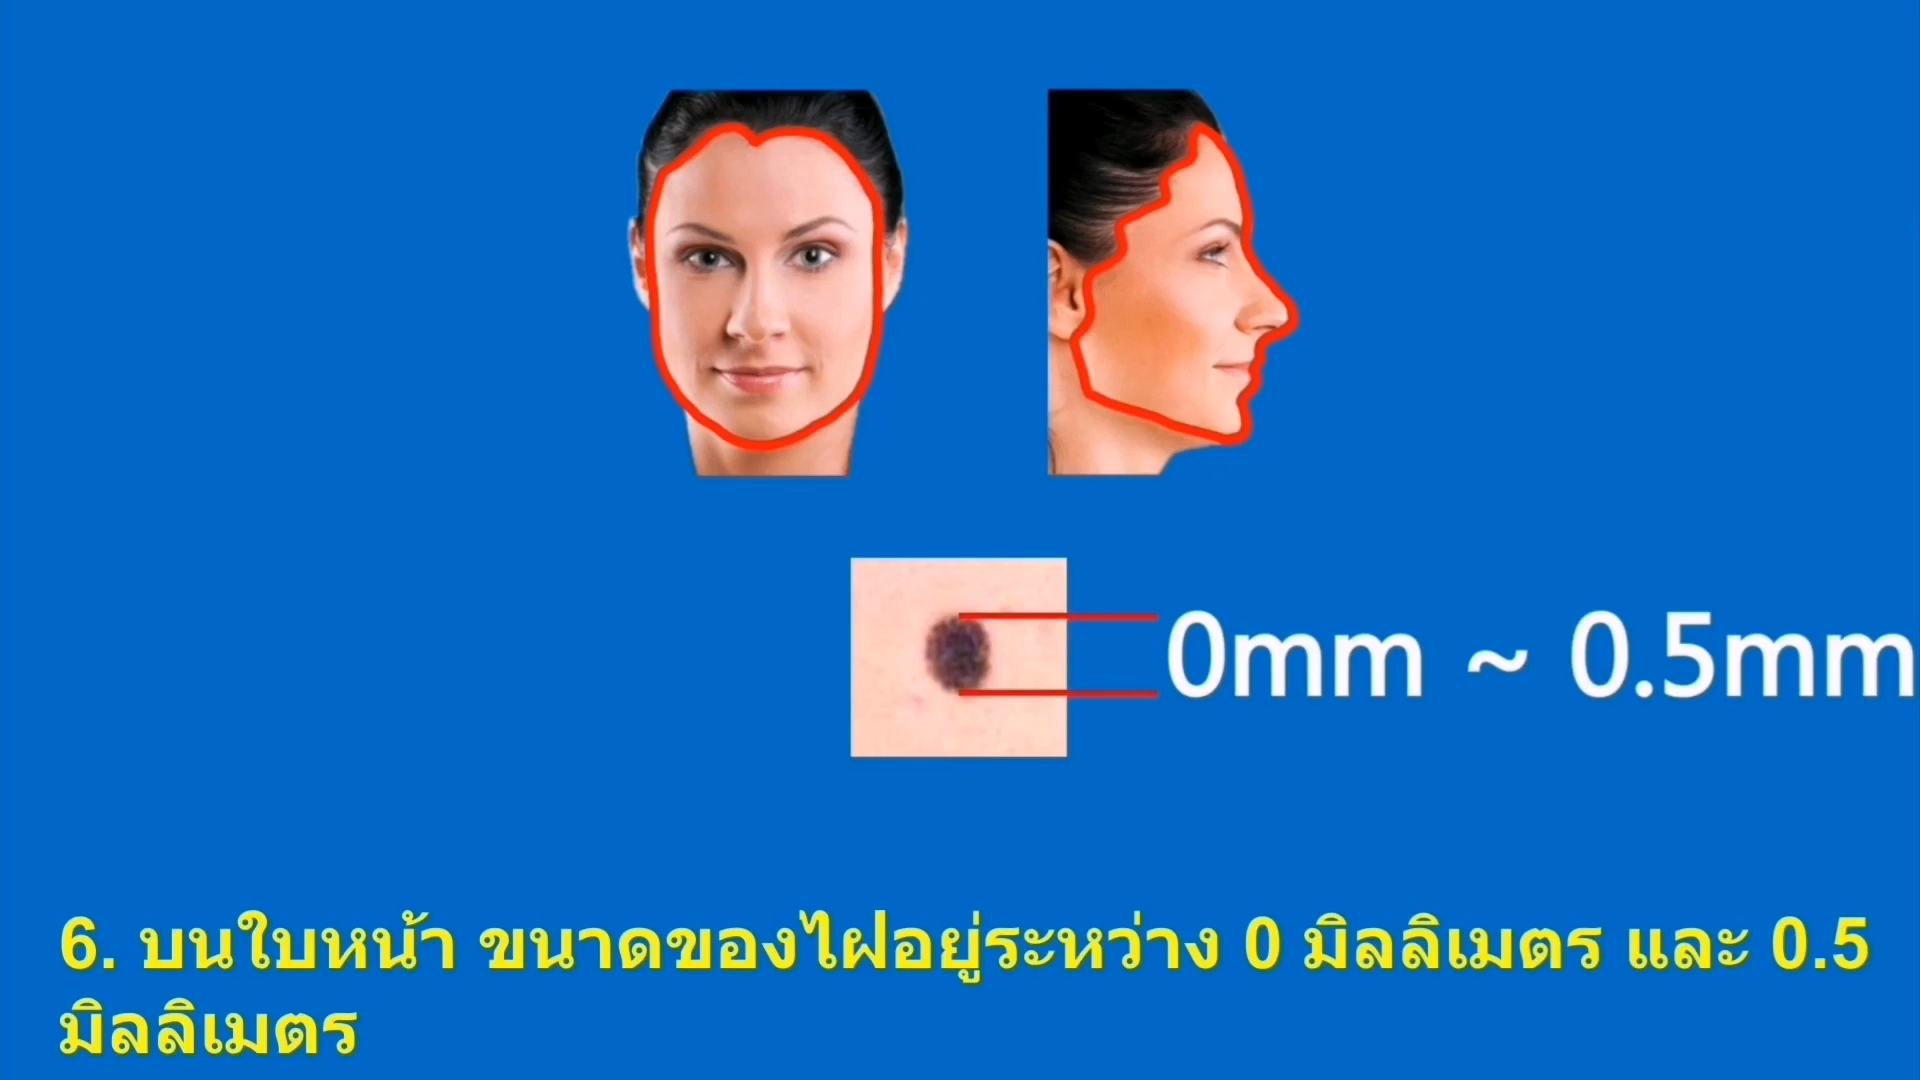 0mm ~ 0.5mm
6. บนใบหน้า ขนาดของไฝอยู่ระหว่าง 0 มิลลิเมตร และ 0.5
มิลลิเมตร